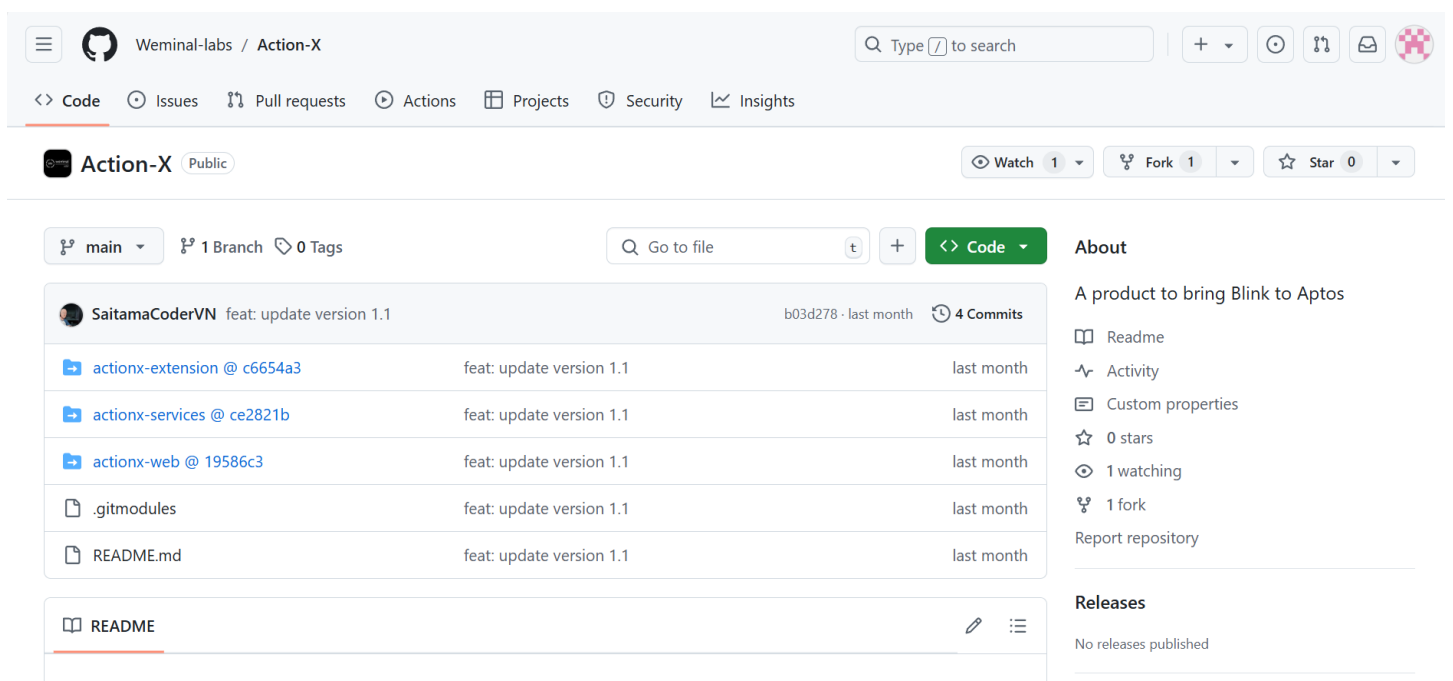 Weminal-labs / Action-X
Type / to search
Code Issues Pull requests Actions Projects Security Insights
Action-X Public
Watch 1 Fork 1 Star 0
main 1 Branch 0 Tags
Go to file t
Code
SaitamaCoderVN feat: update version 1.1 b03d278 · last month 4 Commits
actionx-extension @ c6654a3 feat: update version 1.1 last month
actionx-services @ ce2821b feat: update version 1.1 last month
actionx-web @ 19586c3 feat: update version 1.1 last month
.gitmodules feat: update version 1.1 last month
README.md feat: update version 1.1 last month
README
About
A product to bring Blink to Aptos
Readme
Activity
Custom properties
0 stars
1 watching
1 fork
Report repository
Releases
No releases published